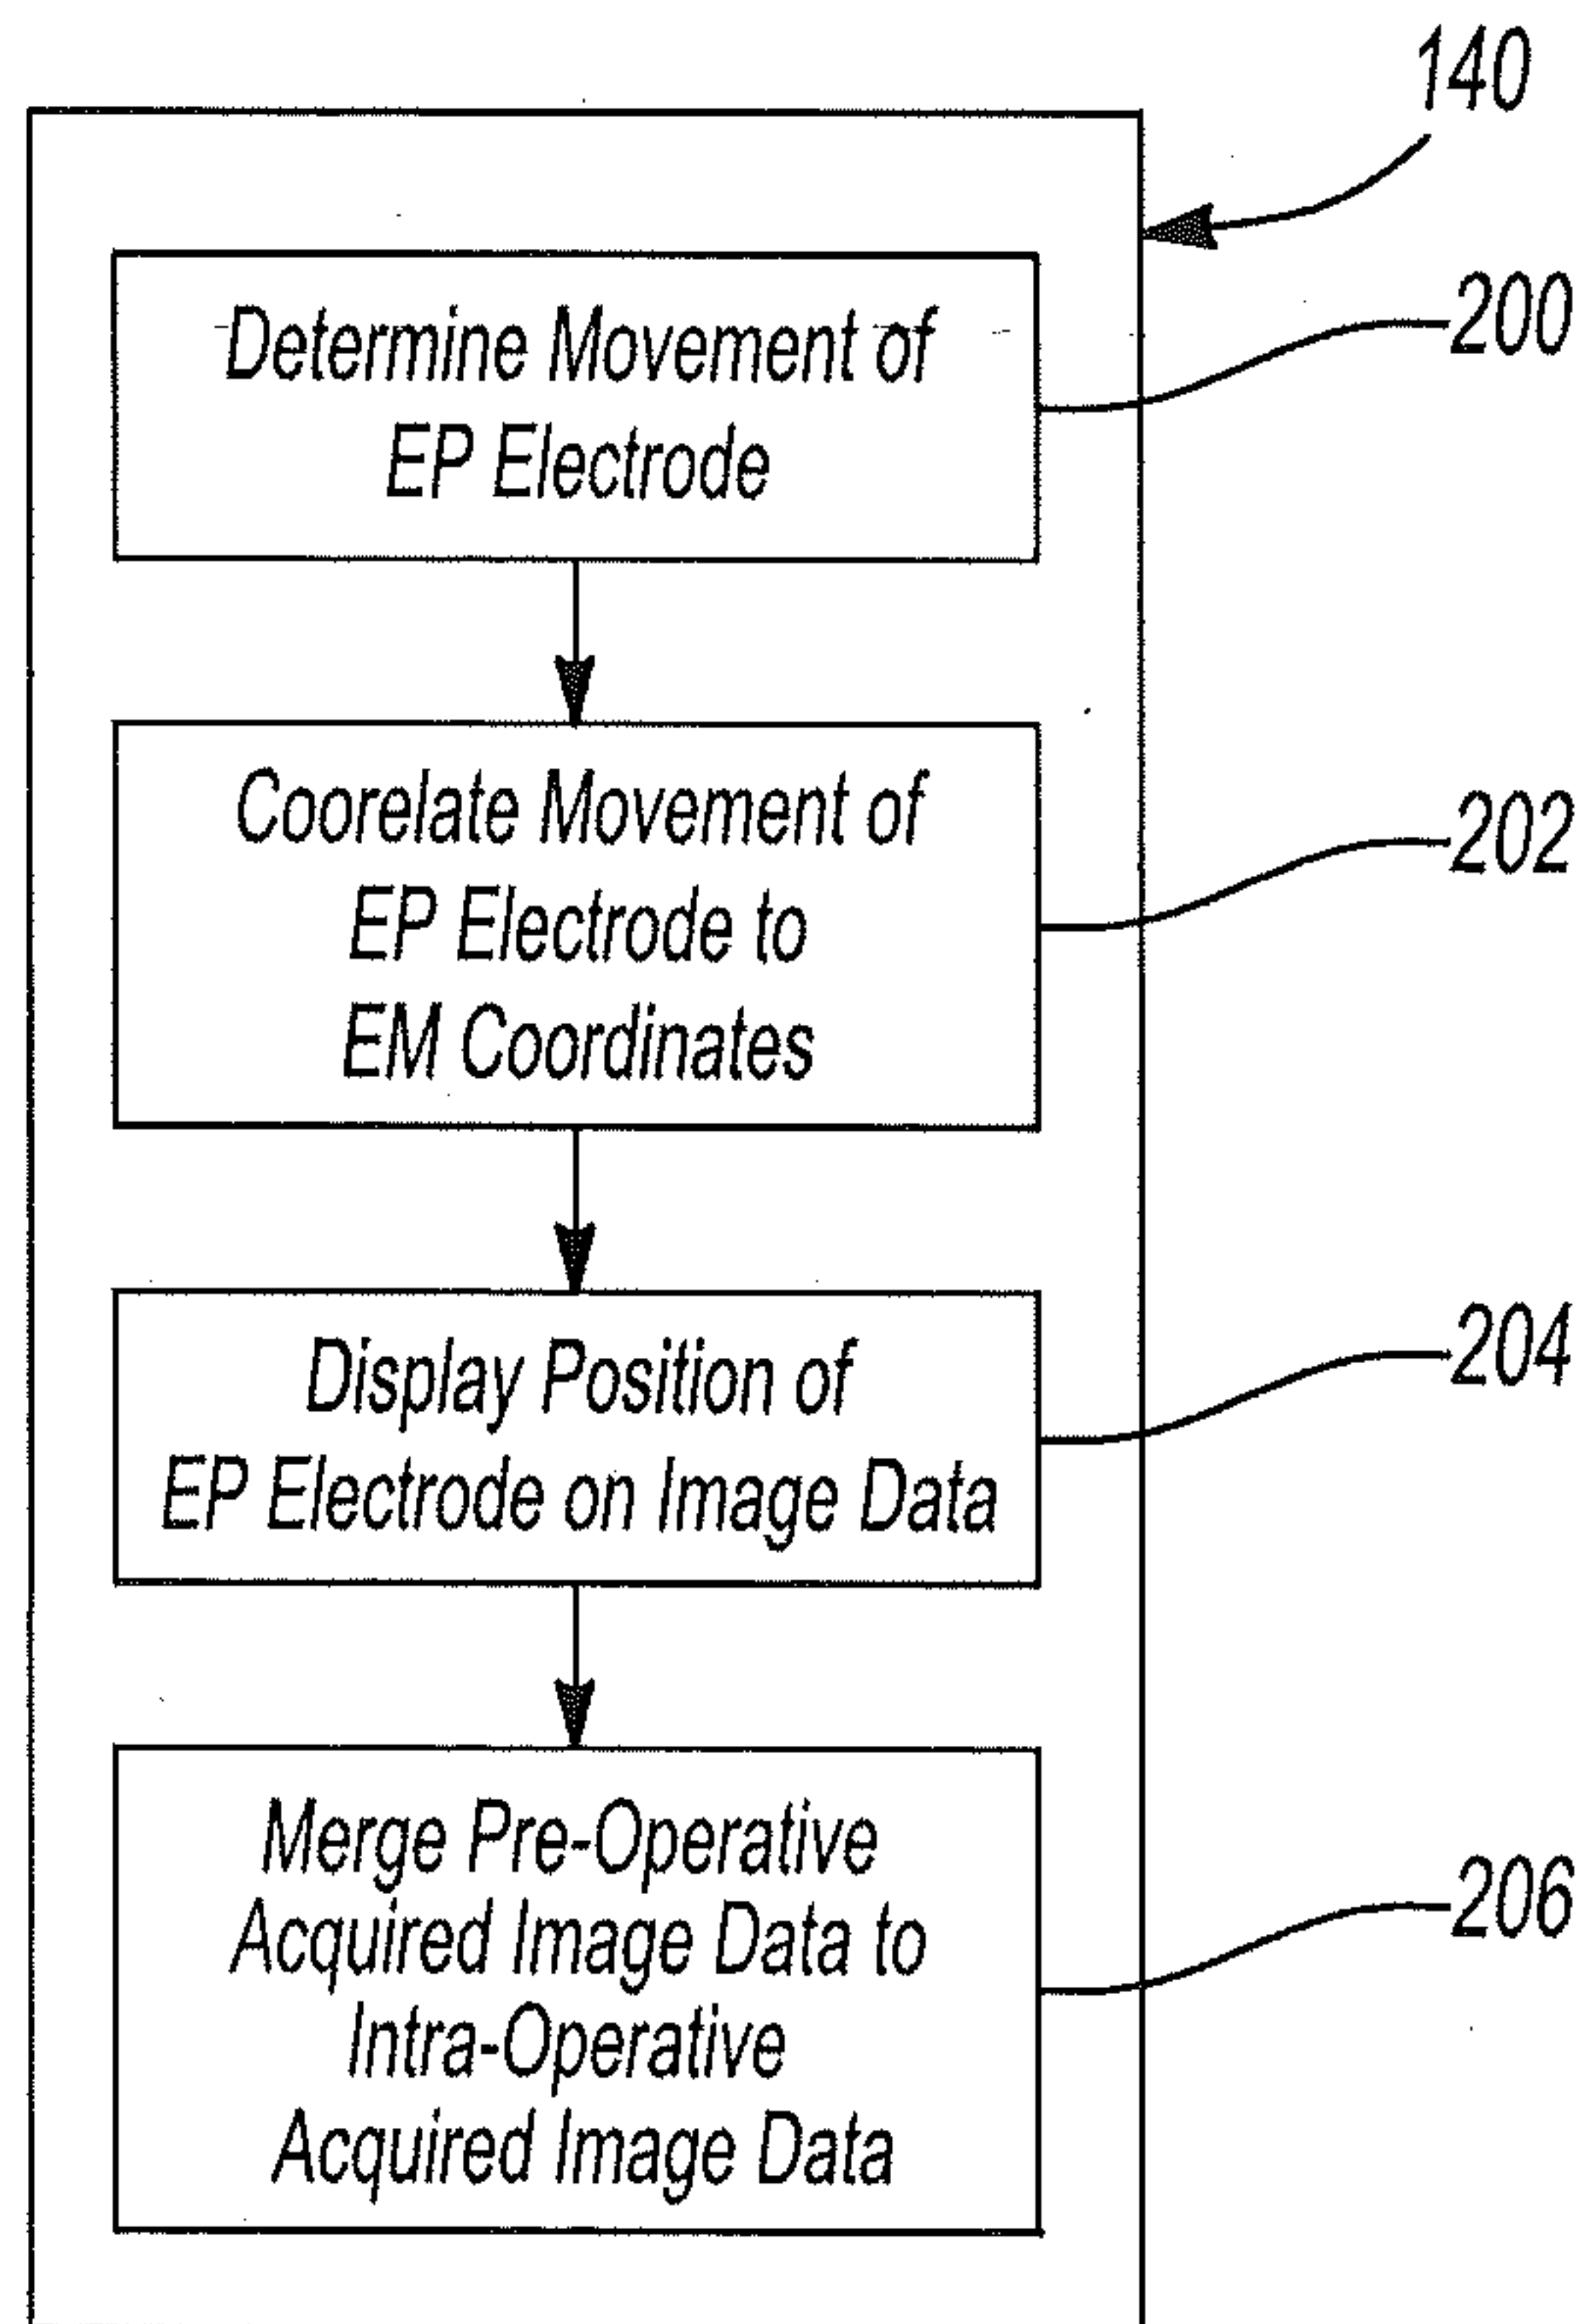 140
Determine Movement of
EP Electrode
200
Coorelate Movement of
EP Electrode to
EM Coordinates
202
Display Position of
EP Electrode on Image Data
204
Merge Pre-Operative
Acquired Image Data to
Intra-Operative
Acquired Image Data
206